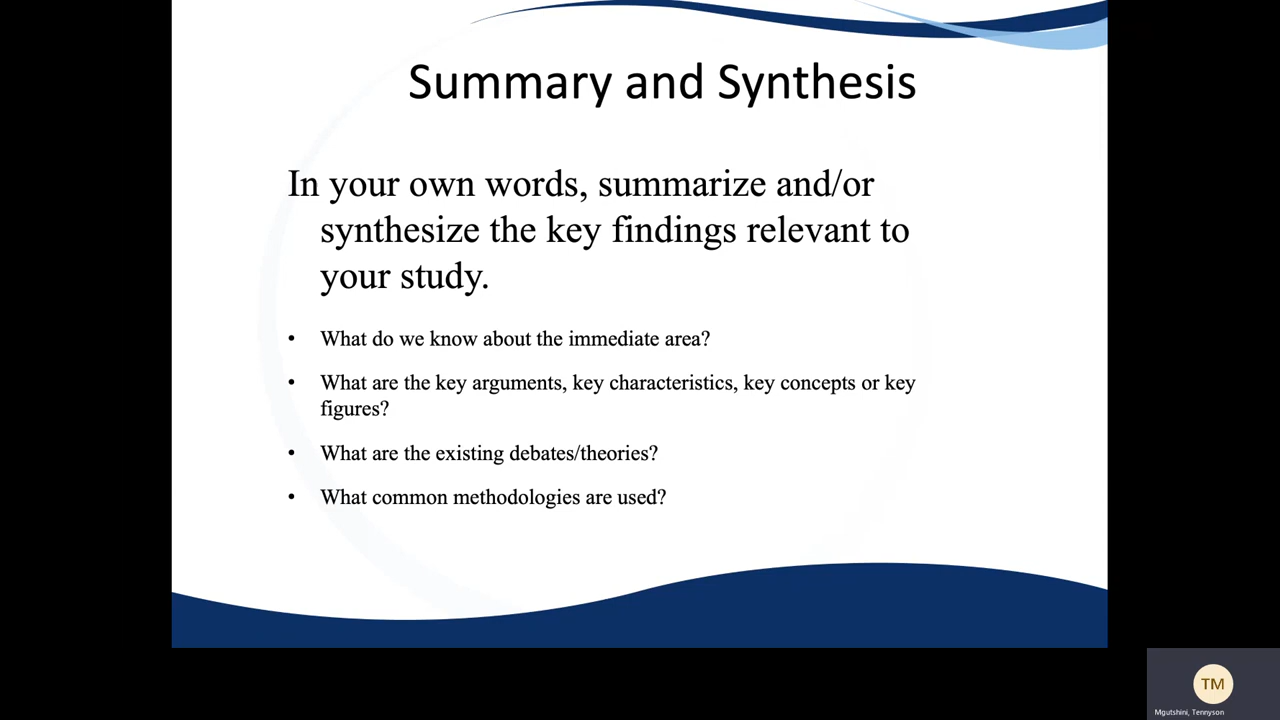 Summary and Synthesis
In your own words, summarize and/or
synthesize the key findings relevant to
your study.
• What do we know about the immediate area?
• What are the key arguments, key characteristics, key concepts or key
figures?
• What are the existing debates/theories?
• What common methodologies are used?
TM
Mgutshini, Tennyson